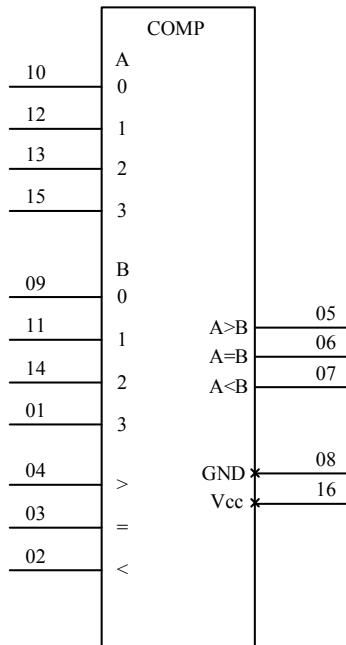 COMP
A
10 0
12 1
13 2
15 3
B
09 0
11 1
14 2
01 3
04 >
03 =
02 <
A>B 05
A=B 06
A<B 07
GND 08
Vcc 16